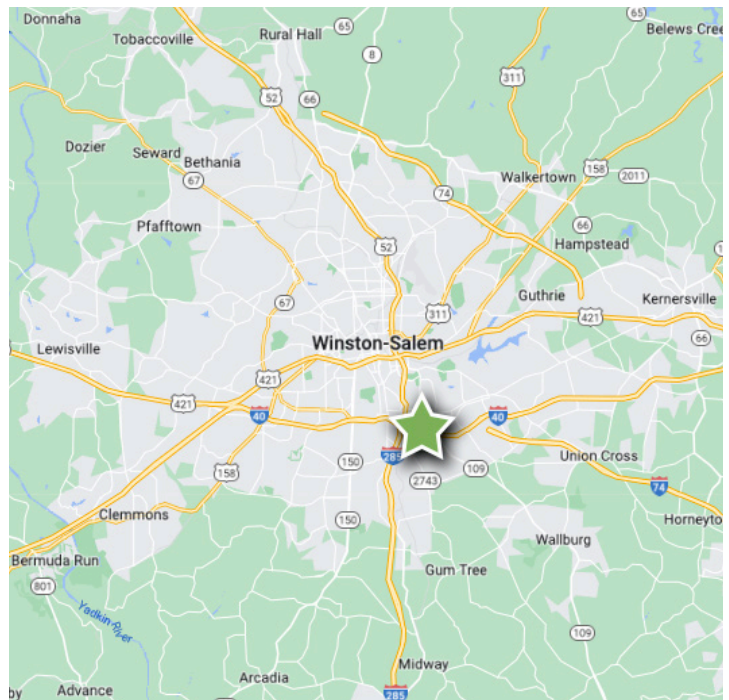 Donnaha
65
Rural Hall
65
Belews Cree
Tobaccoville
8
311
52
66
Dozier
Seward
Bethania
158
2011
Walkertown
67
74
66
Pfafftown
52
Hampstead
1
Guthrie
Kernersville
67
311
421
66
Winston-Salem
Lewisville
421
421
40
40
150
285
109
Union Cross
158
2743
74
Clemmons
150
Horneyto
Wallburg
Bermuda Run
Gum Tree
801
Yadkin River
109
Midway
Arcadia
by
Advance
285